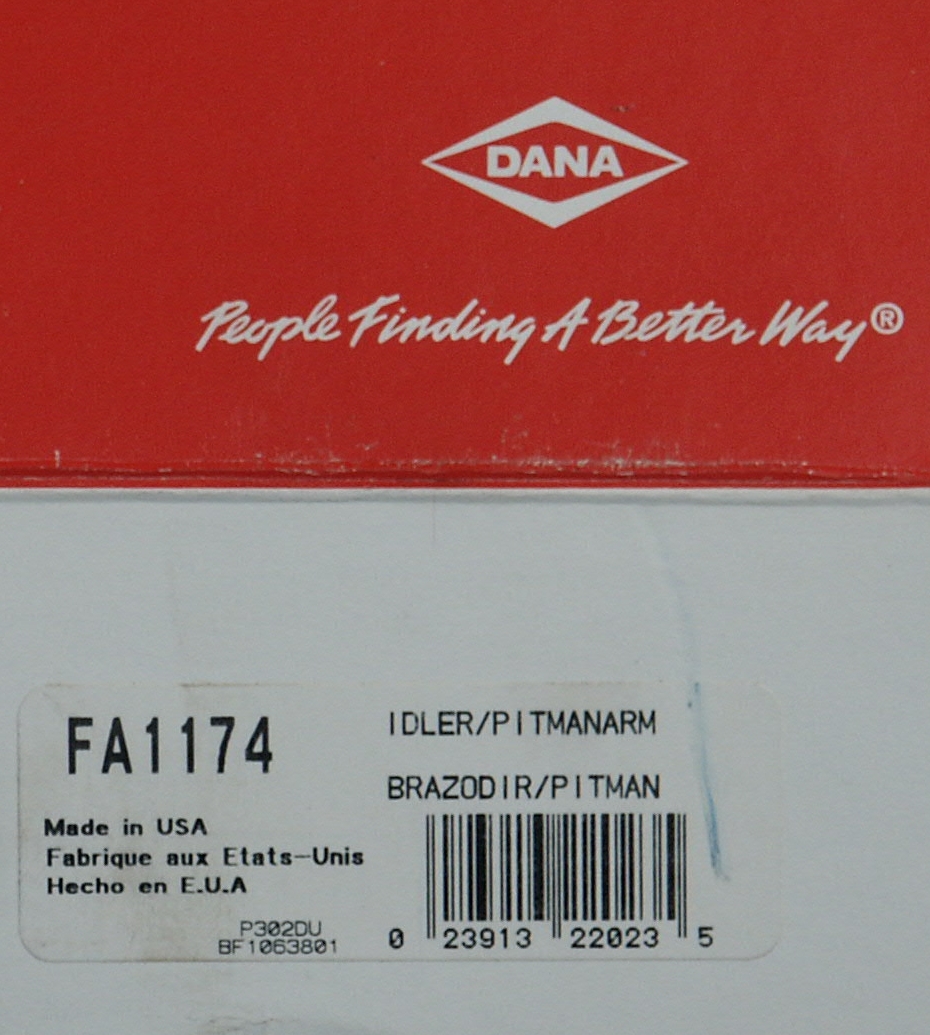 DANA
People Finding A Better Way®
FA1174
IDLER/PITMANARM
BRAZODIR/PITMAN
Made in USA
Fabrique aux Etats-Unis
Hecho en E.U.A
P302DU
BF1063801
0 23913 22023 5